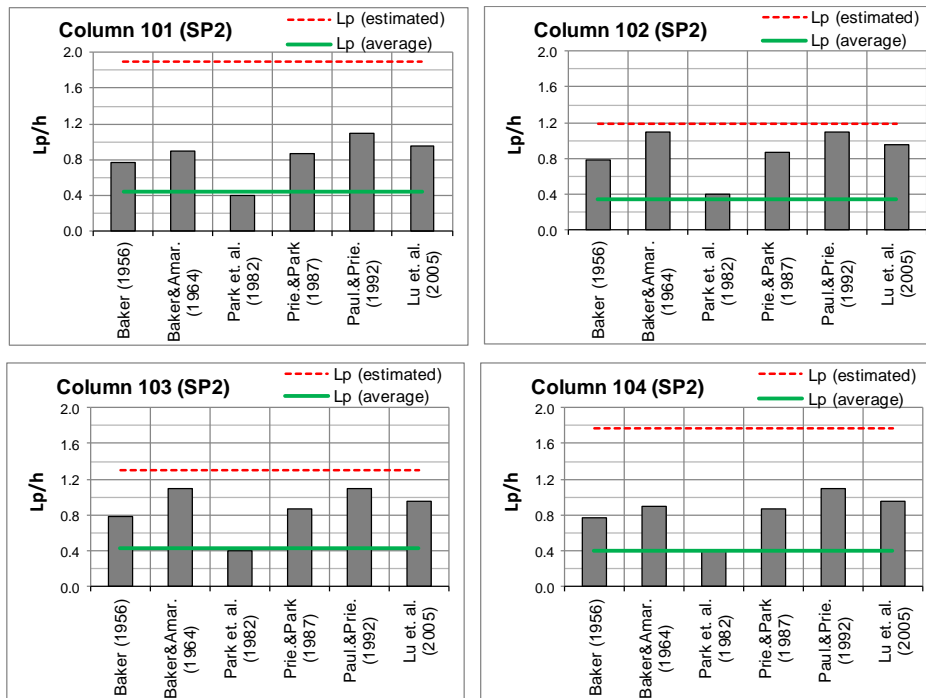 Column 101 (SP2)
Lp (estimated)
Lp (average)
Lp/h
2.0
1.6
1.2
0.8
0.4
0.0
Baker (1956)
Baker&Amar.
(1964)
Park et. al.
(1982)
Prie.&Park
(1987)
Paul.&Prie.
(1992)
Lu et. al.
(2005)
Column 102 (SP2)
Lp (estimated)
Lp (average)
Lp/h
2.0
1.6
1.2
0.8
0.4
0.0
Baker (1956)
Baker&Amar.
(1964)
Park et. al.
(1982)
Prie.&Park
(1987)
Paul.&Prie.
(1992)
Lu et. al.
(2005)
Column 103 (SP2)
Lp (estimated)
Lp (average)
Lp/h
2.0
1.6
1.2
0.8
0.4
0.0
Baker (1956)
Baker&Amar.
(1964)
Park et. al.
(1982)
Prie.&Park
(1987)
Paul.&Prie.
(1992)
Lu et. al.
(2005)
Column 104 (SP2)
Lp (estimated)
Lp (average)
Lp/h
2.0
1.6
1.2
0.8
0.4
0.0
Baker (1956)
Baker&Amar.
(1964)
Park et. al.
(1982)
Prie.&Park
(1987)
Paul.&Prie.
(1992)
Lu et. al.
(2005)